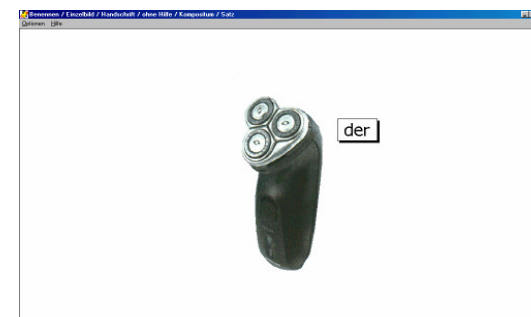 Benennen / Einzelbild / Handschrift / ohne Hilfe / Kompositum / Satz
Optionen Hilfe
der